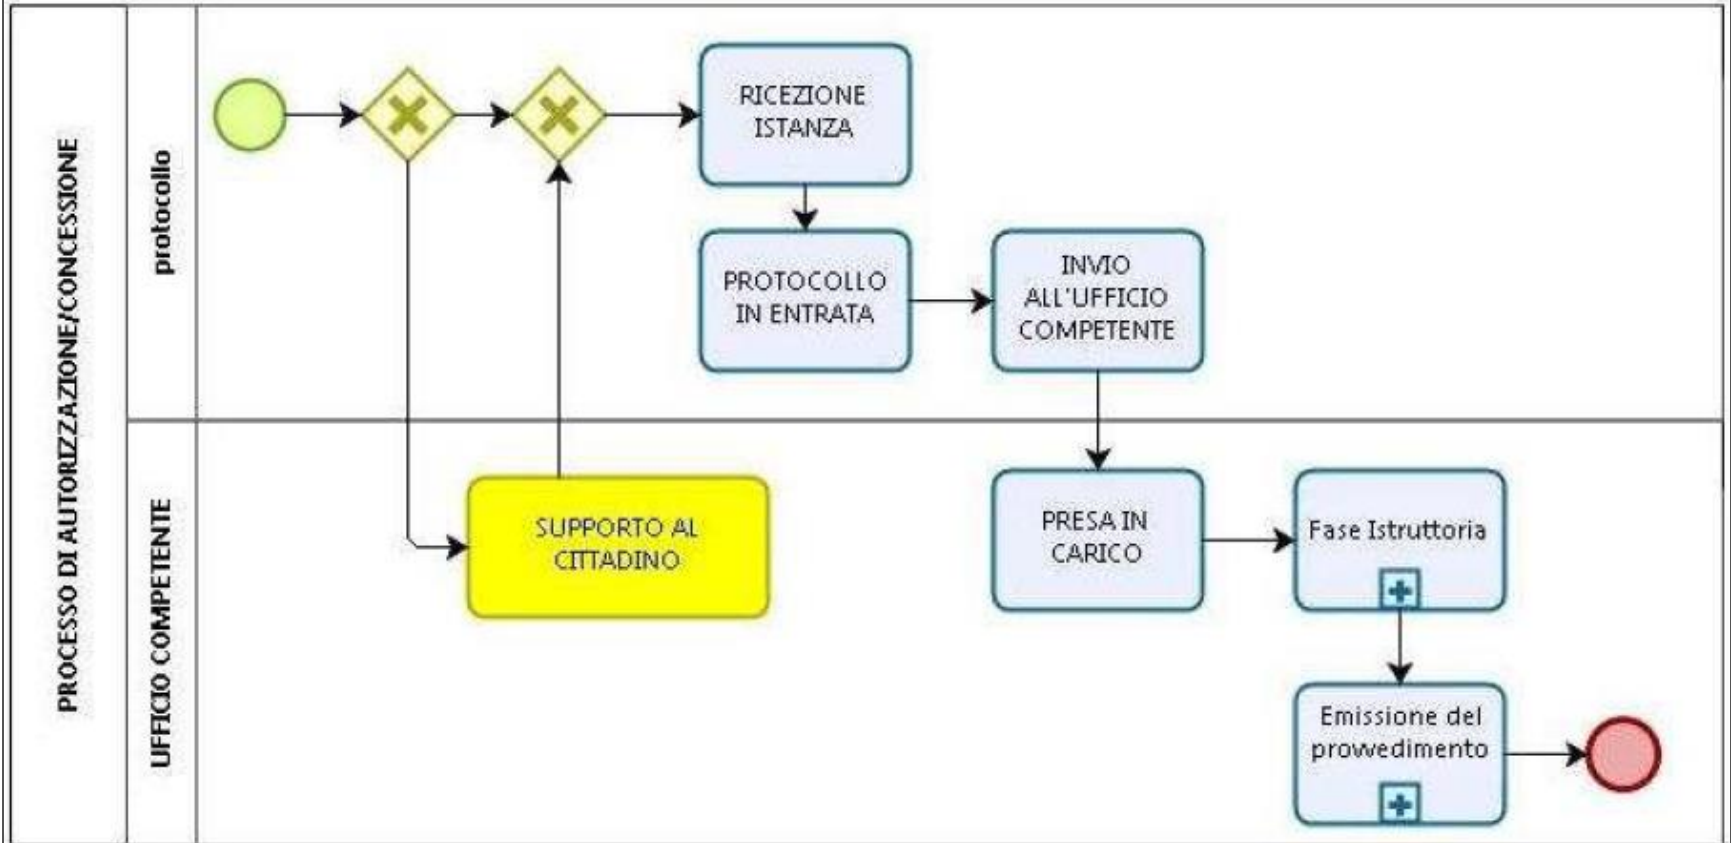 PROCESSO DI AUTORIZZAZIONE/CONCESSIONE
protocollo
RICEZIONE
ISTANZA
PROTOCOLLO
IN ENTRATA
INVIO
ALL'UFFICIO
COMPETENTE
UFFICIO COMPETENTE
SUPPORTO AL
CITTADINO
PRESA IN
CARICO
Fase Istruttoria
Emissione del
provvedimento